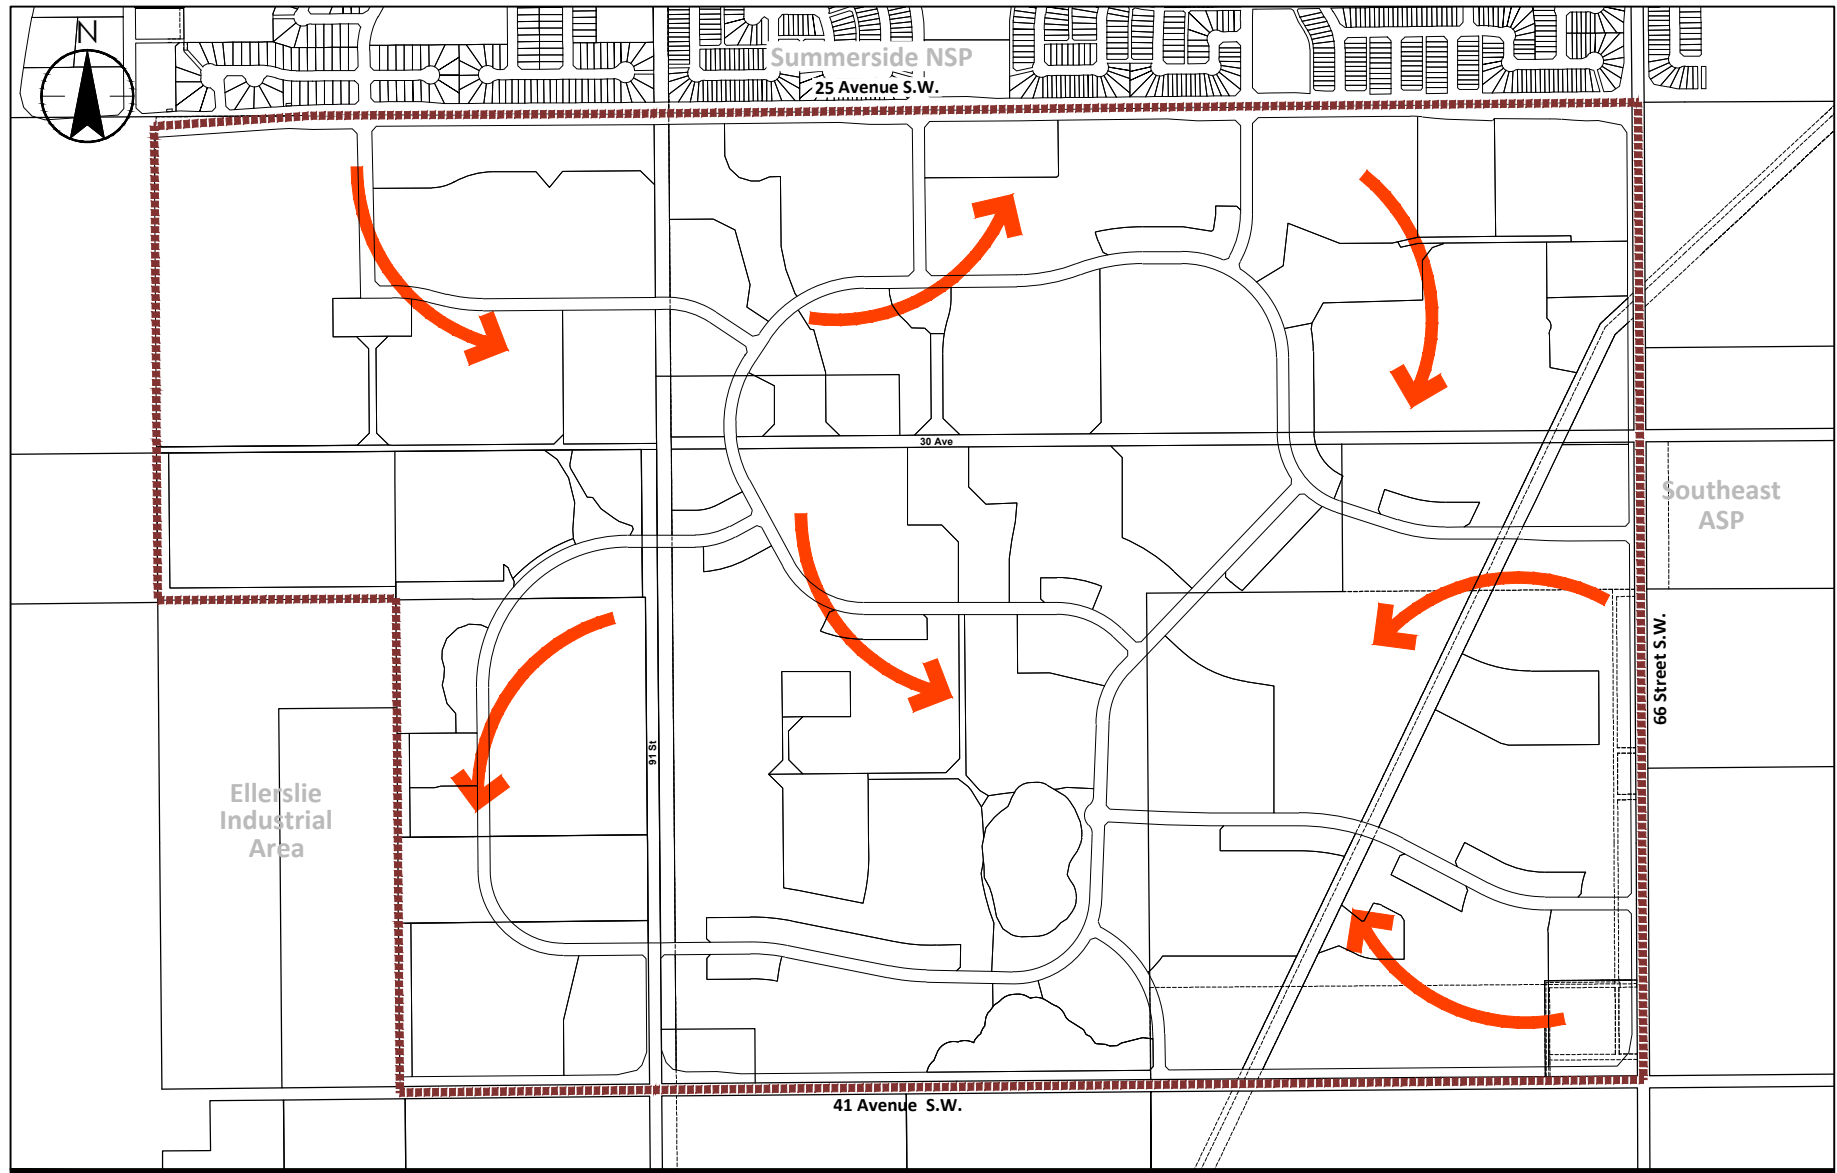 N
Summerside NSP
25 Avenue S.W.
30 Ave
Southeast
ASP
66 Street S.W.
91 St
Ellerslie
Industrial
Area
41 Avenue S.W.